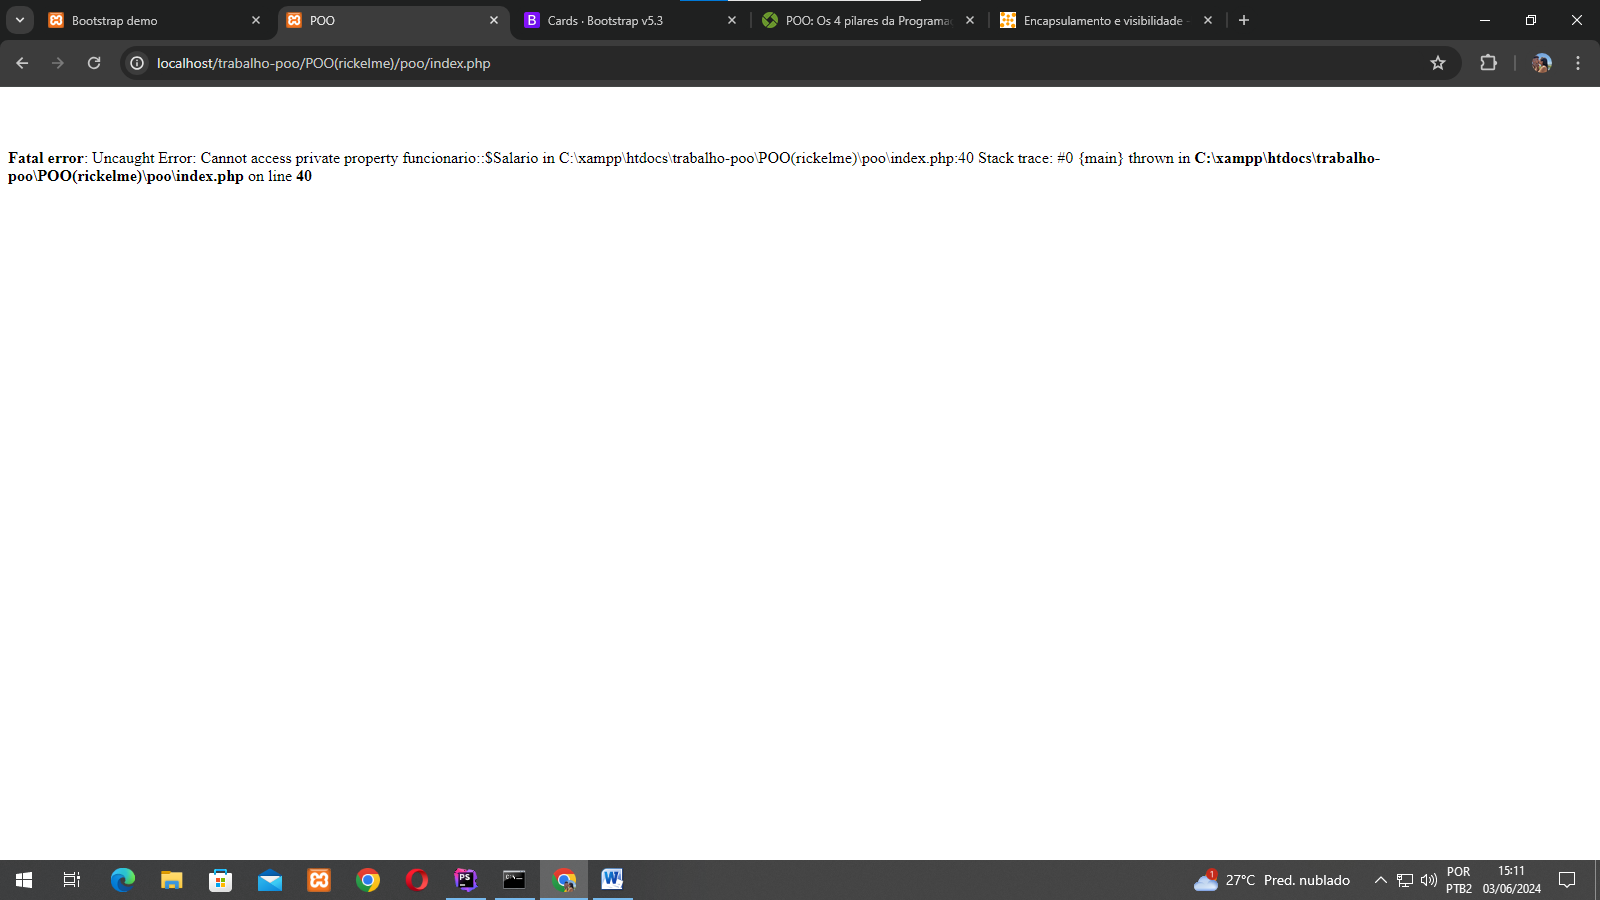 Bootstrap demo
POO
Cards · Bootstrap v5.3
POO: Os 4 pilares da Programa
Encapsulamento e visibilidade -
localhost/trabalho-poo/POO(rickelme)/poo/index.php
Fatal error: Uncaught Error: Cannot access private property funcionario::$Salario in C:\xampp\htdocs\trabalho-poo\POO(rickelme)\poo\index.php:40 Stack trace: #0 {main} thrown in C:\xampp\htdocs\trabalho-
poo\POO(rickelme)\poo\index.php on line 40
1
27°C Pred. nublado
POR
PTB2
15:11
03/06/2024